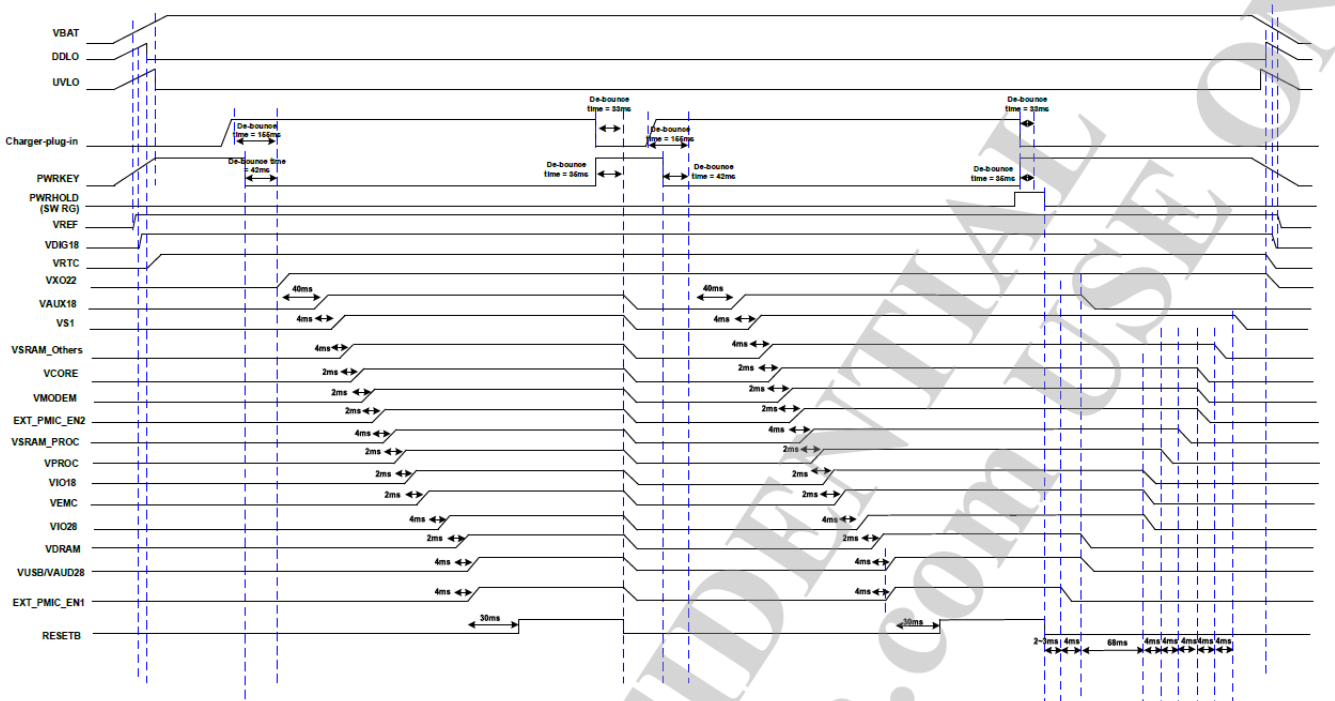 VBAT
DDLO
UVLO
De-bounce
time = 33ms
De-bounce
time = 33ms
De-bounce
time = 155ms
De-bounce
time = 155ms
Charger-plug-in
De-bounce time
= 42ms
De-bounce
time = 35ms
De-bounce
time = 42ms
De-bounce
time = 35ms
PWRKEY
PWRHOLD
(SW RG)
VREF
VDIG18
VRTC
VXO22
40ms
40ms
VAUX18
4ms
4ms
VS1
4ms
4ms
VSRAM_Others
2ms
2ms
VCORE
2ms
2ms
VMODEM
2ms
2ms
EXT_PMIC_EN2
4ms
4ms
VSRAM_PROC
2ms
2ms
VPROC
2ms
2ms
VIO18
2ms
2ms
VEMC
4ms
4ms
VIO28
2ms
2ms
VDRAM
4ms
4ms
VUSB/VAUD28
4ms
4ms
EXT_PMIC_EN1
30ms
30ms
RESETB
2~3ms 4ms 68ms 4ms 4ms 4ms 4ms 4ms
USE ON
.com